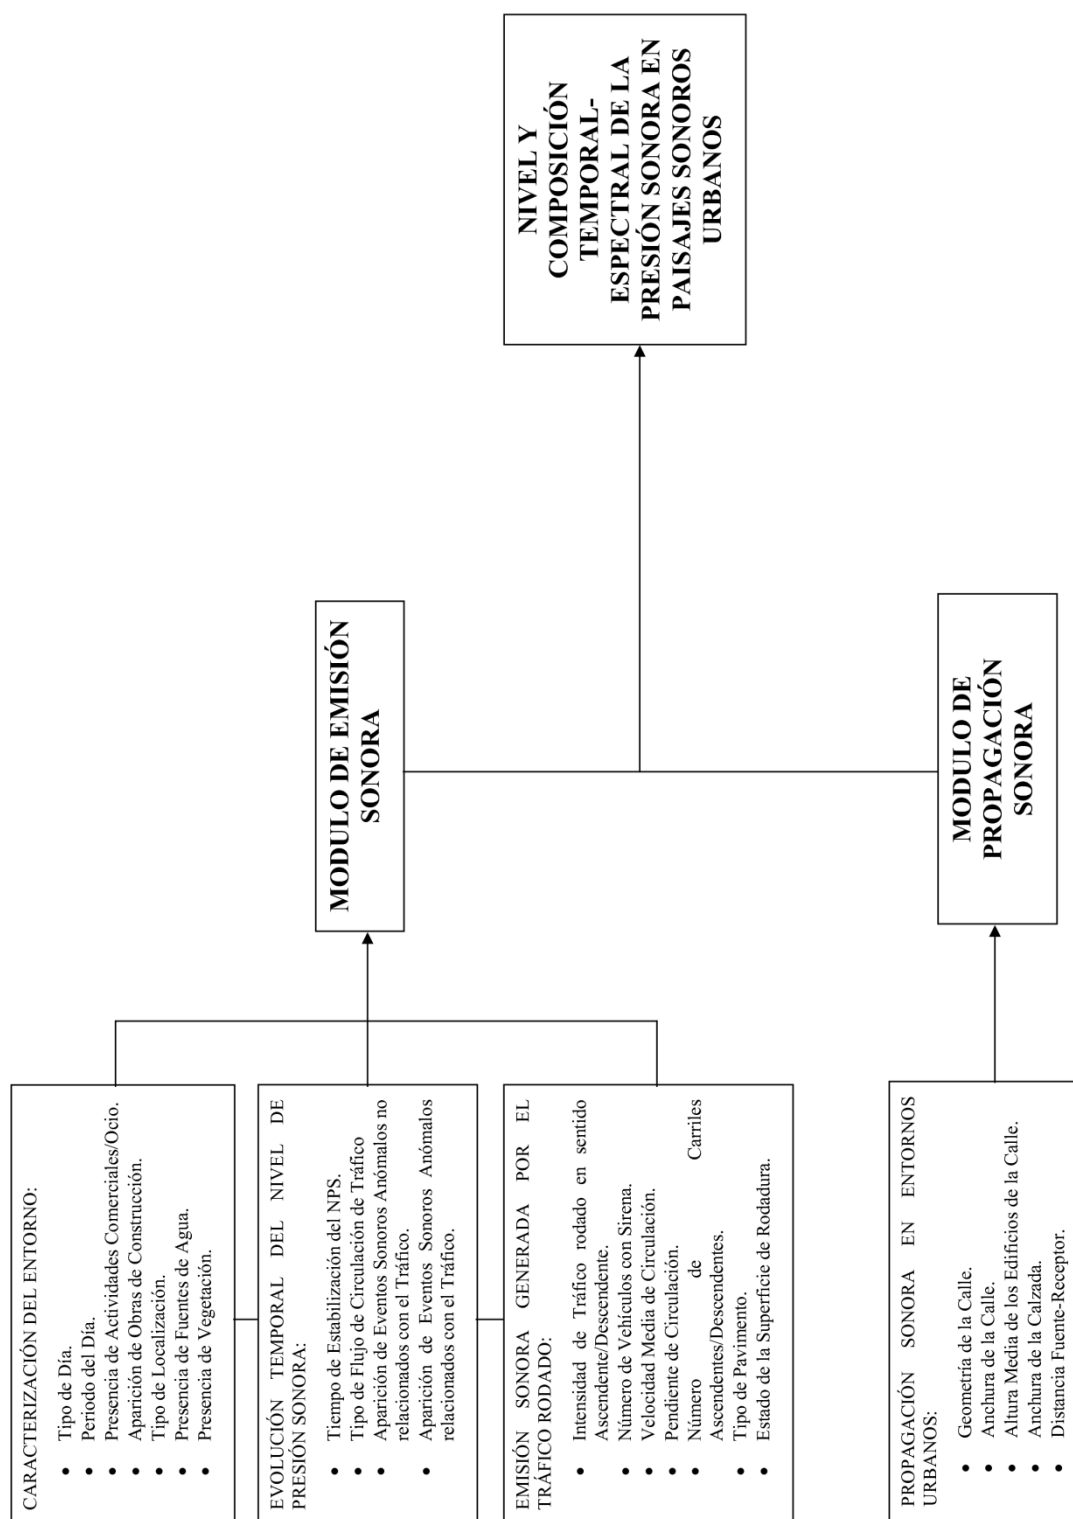 CARACTERIZACIÓN DEL ENTORNO:
• Tipo de Día.
• Periodo del Día.
• Presencia de Actividades Comerciales/Ocio.
• Aparición de Obras de Construcción.
• Tipo de Localización.
• Presencia de Fuentes de Agua.
• Presencia de Vegetación.
EVOLUCIÓN TEMPORAL DEL NIVEL DE
PRESIÓN SONORA:
• Tiempo de Estabilización del NPS.
• Tipo de Flujo de Circulación de Tráfico
• Aparición de Eventos Sonoros Anómalos no
relacionados con el Tráfico.
• Aparición de Eventos Sonoros Anómalos
relacionados con el Tráfico.
EMISIÓN SONORA GENERADA POR EL
TRÁFICO RODADO:
• Intensidad de Tráfico rodado en sentido
Ascendente/Descendente.
• Número de Vehículos con Sirena.
• Velocidad Media de Circulación.
• Pendiente de Circulación.
• Número de Carriles
Ascendentes/Descendentes.
• Tipo de Pavimento.
• Estado de la Superficie de Rodadura.
PROPAGACIÓN SONORA EN ENTORNOS
URBANOS:
• Geometría de la Calle.
• Anchura de la Calle.
• Altura Media de los Edificios de la Calle.
• Anchura de la Calzada.
• Distancia Fuente-Receptor.
MODULO DE EMISIÓN
SONORA
MODULO DE
PROPAGACIÓN
SONORA
NIVEL Y
COMPOSICIÓN
TEMPORAL-
ESPECTRAL DE LA
PRESIÓN SONORA EN
PAISAJES SONOROS
URBANOS